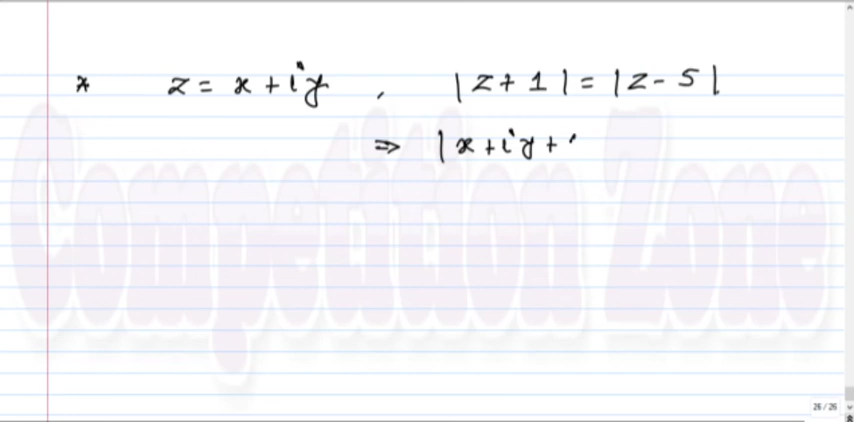 * z = x + iy , |z + 1| = |z - 5|
⇒ |x + iy +
Competition Zone
26 / 26